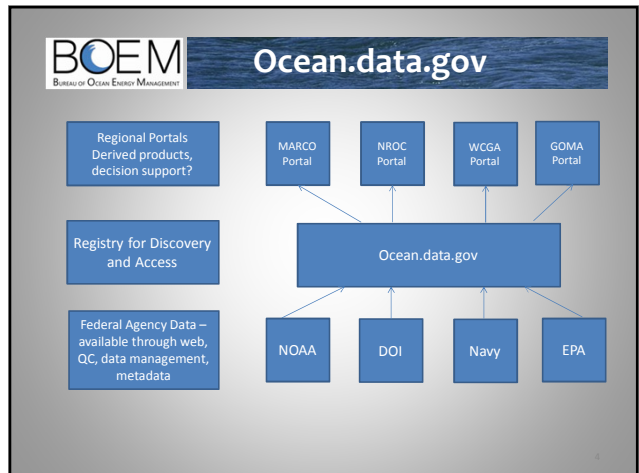 BOEM
BUREAU OF OCEAN ENERGY MANAGEMENT
Ocean.data.gov
Regional Portals
Derived products,
decision support?
MARCO
Portal
NROC
Portal
WCGA
Portal
GOMA
Portal
Registry for Discovery
and Access
Ocean.data.gov
Federal Agency Data –
available through web,
QC, data management,
metadata
NOAA
DOI
Navy
EPA
4